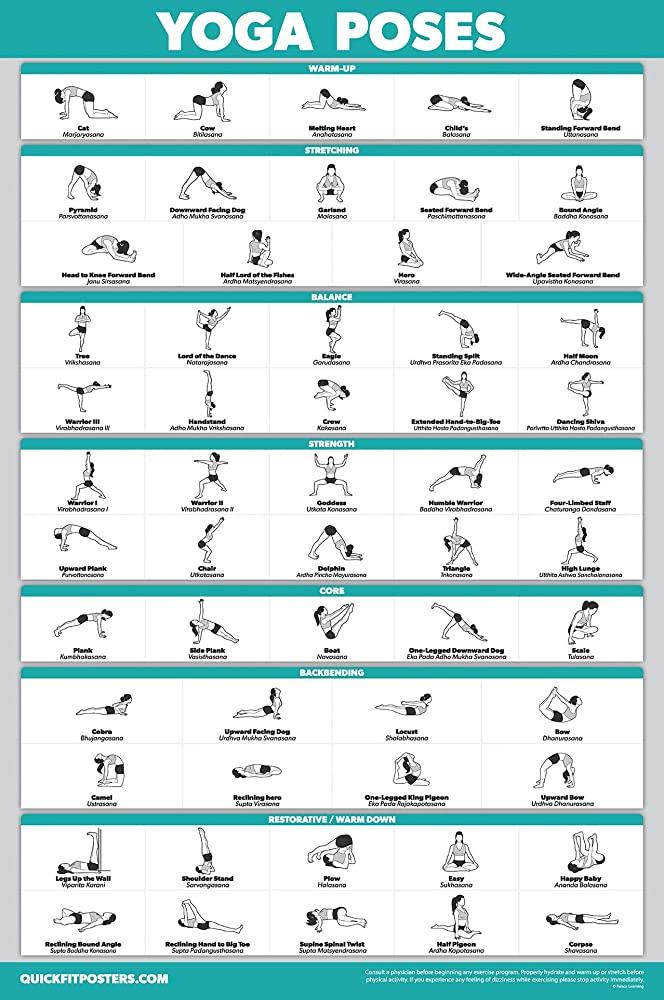 YOGA POSES
WARM-UP
Cat
Marjaryasana
Cow
Bitilasana
Melting Heart
Anahatasana
Child's
Balasana
Standing Forward Bend
Uttanasana
STRETCHING
Pyramid
Parsvottanasana
Downward Facing Dog
Adho Mukha Svanasana
Garland
Malasana
Seated Forward Bend
Paschimottanasana
Bound Angle
Baddha Konasana
Head to Knee Forward Bend
Janu Sirsasana
Half Lord of the Fishes
Ardha Matsyendrasana
Hero
Virasana
Wide-Angle Seated Forward Bend
Upavistha Konasana
BALANCE
Tree
Vrikshasana
Lord of the Dance
Natarajasana
Eagle
Garudasana
Standing Split
Urdhva Prasarita Eka Padasana
Half Moon
Ardha Chandrasana
Warrior III
Virabhadrasana III
Handstand
Adho Mukha Vrikshasana
Crow
Kakasana
Extended Hand-to-Big-Toe
Utthita Hasta Padangusthasana
Dancing Shiva
Parivrtta Utthita Hasta Padangusthasana
STRENGTH
Warrior I
Virabhadrasana I
Warrior II
Virabhadrasana II
Goddess
Utkata Konasana
Humble Warrior
Baddha Virabhadrasana
Four-Limbed Staff
Chaturanga Dandasana
Upward Plank
Purvottanasana
Chair
Utkatasana
Dolphin
Ardha Pincha Mayurasana
Triangle
Trikonasana
High Lunge
Utthita Ashwa Sanchalanasana
CORE
Plank
Kumbhakasana
Side Plank
Vasisthasana
Boat
Navasana
One-Legged Downward Dog
Eka Pada Adho Mukha Svanasana
Scale
Tulasana
BACKBENDING
Cobra
Bhujangasana
Upward Facing Dog
Urdhva Mukha Svanasana
Locust
Shalabhasana
Bow
Dhanurasana
Camel
Ustrasana
Reclining hero
Supta Virasana
One-Legged King Pigeon
Eka Pada Rajakapotasana
Upward Bow
Urdhva Dhanurasana
RESTORATIVE / WARM DOWN
Legs Up the Wall
Viparita Karani
Shoulder Stand
Sarvangasana
Plow
Halasana
Easy
Sukhasana
Happy Baby
Ananda Balasana
Reclining Bound Angle
Supta Baddha Konasana
Reclining Hand to Big Toe
Supta Padangusthasana
Supine Spinal Twist
Supta Matsyendrasana
Half Pigeon
Ardha Kapotasana
Corpse
Shavasana
QUICKFITPOSTERS.COM
Consult a physician before beginning any exercise program. Properly hydrate and warm up or stretch before
physical activity. If you experience any feeling of dizziness while exercising please stop activity immediately.
© Palace Learning